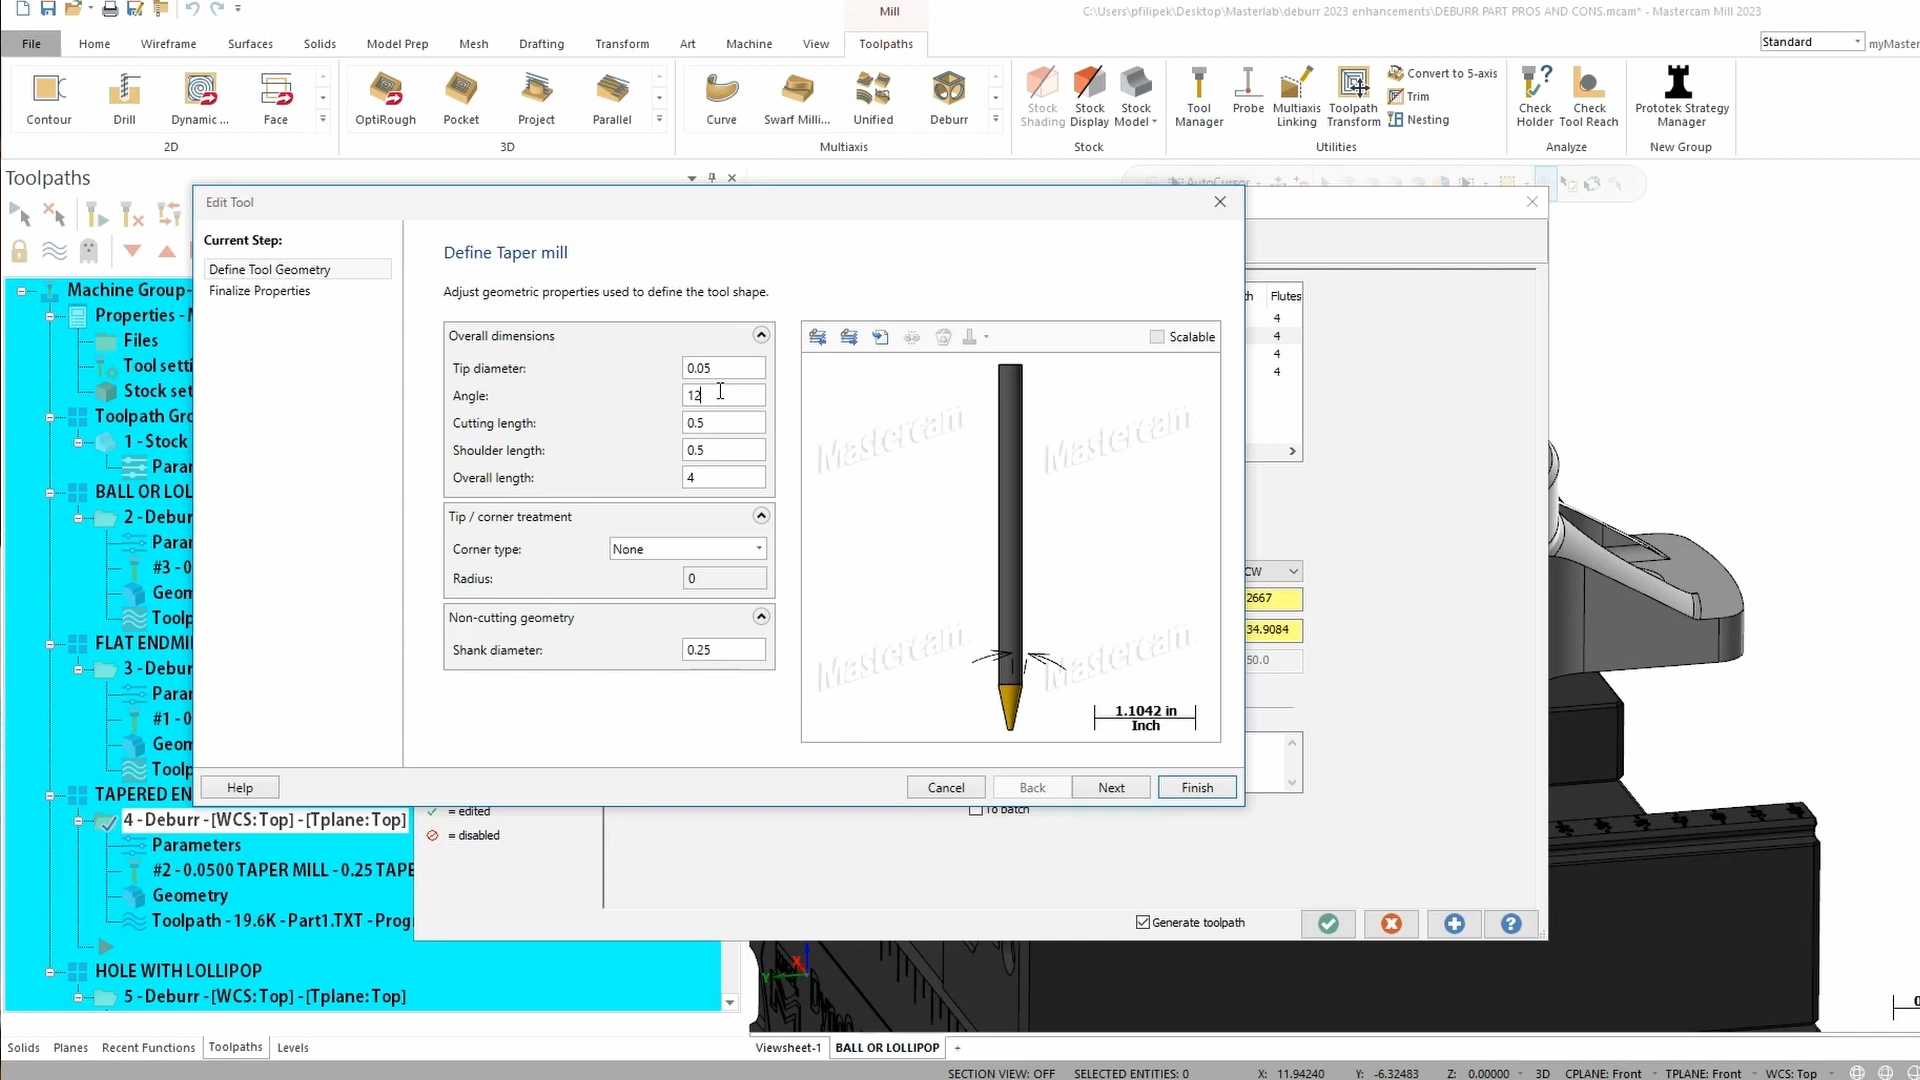 Mill
C:\Users\pfilipek\Desktop\Masterlab\deburr 2023 enhancements\DEBURR PART PROS AND CONS.mcam* - Mastercam Mill 2023
File Home Wireframe Surfaces Solids Model Prep Mesh Drafting Transform Art Machine View Toolpaths
Standard
myMaster
Contour Drill Dynamic ... Face
OptiRough Pocket Project Parallel
Curve Swarf Milli... Unified Deburr
Stock Shading
Stock Display
Stock Model
Tool Manager
Probe
Multiaxis Linking
Toolpath Transform
Convert to 5-axis
Trim
Nesting
Check Holder
Check Tool Reach
Prototek Strategy Manager
2D 3D Multiaxis Stock Utilities Analyze New Group
Toolpaths
AutoCursor
Machine Group-
Properties - M
Files
Tool setti
Stock set
Toolpath Gro
1 - Stock
Para
BALL OR LOL
2 - Debur
Para
#3 - 0
Geom
Toolp
FLAT ENDMI
3 - Debur
Para
#1 - 0
Geom
Toolp
TAPERED EN
4 - Deburr - [WCS: Top] - [Tplane: Top]
Parameters
#2 - 0.0500 TAPER MILL - 0.25 TAPE
Geometry
Toolpath - 19.6K - Part1.TXT - Prog
HOLE WITH LOLLIPOP
5 - Deburr - [WCS: Top] - [Tplane: Top]
Edit Tool
Current Step:
Define Tool Geometry
Finalize Properties
Define Taper mill
Adjust geometric properties used to define the tool shape.
Overall dimensions
Tip diameter: 0.05
Angle: 12
Cutting length: 0.5
Shoulder length: 0.5
Overall length: 4
Tip / corner treatment
Corner type: None
Radius: 0
Non-cutting geometry
Shank diameter: 0.25
Scalable
Mastercam
Mastercam
Mastercam
Mastercam
1.1042 in
Inch
Help Cancel Back Next Finish
th Flutes
4
4
4
4
CW
2667
34.9084
50.0
= edited
= disabled
To batch
Generate toolpath
X
Y
Solids Planes Recent Functions Toolpaths Levels
Viewsheet-1 BALL OR LOLLIPOP +
SECTION VIEW: OFF SELECTED ENTITIES: 0 X: 11.94240 Y: -6.32483 Z: 0.00000 3D CPLANE: Front TPLANE: Front WCS: Top